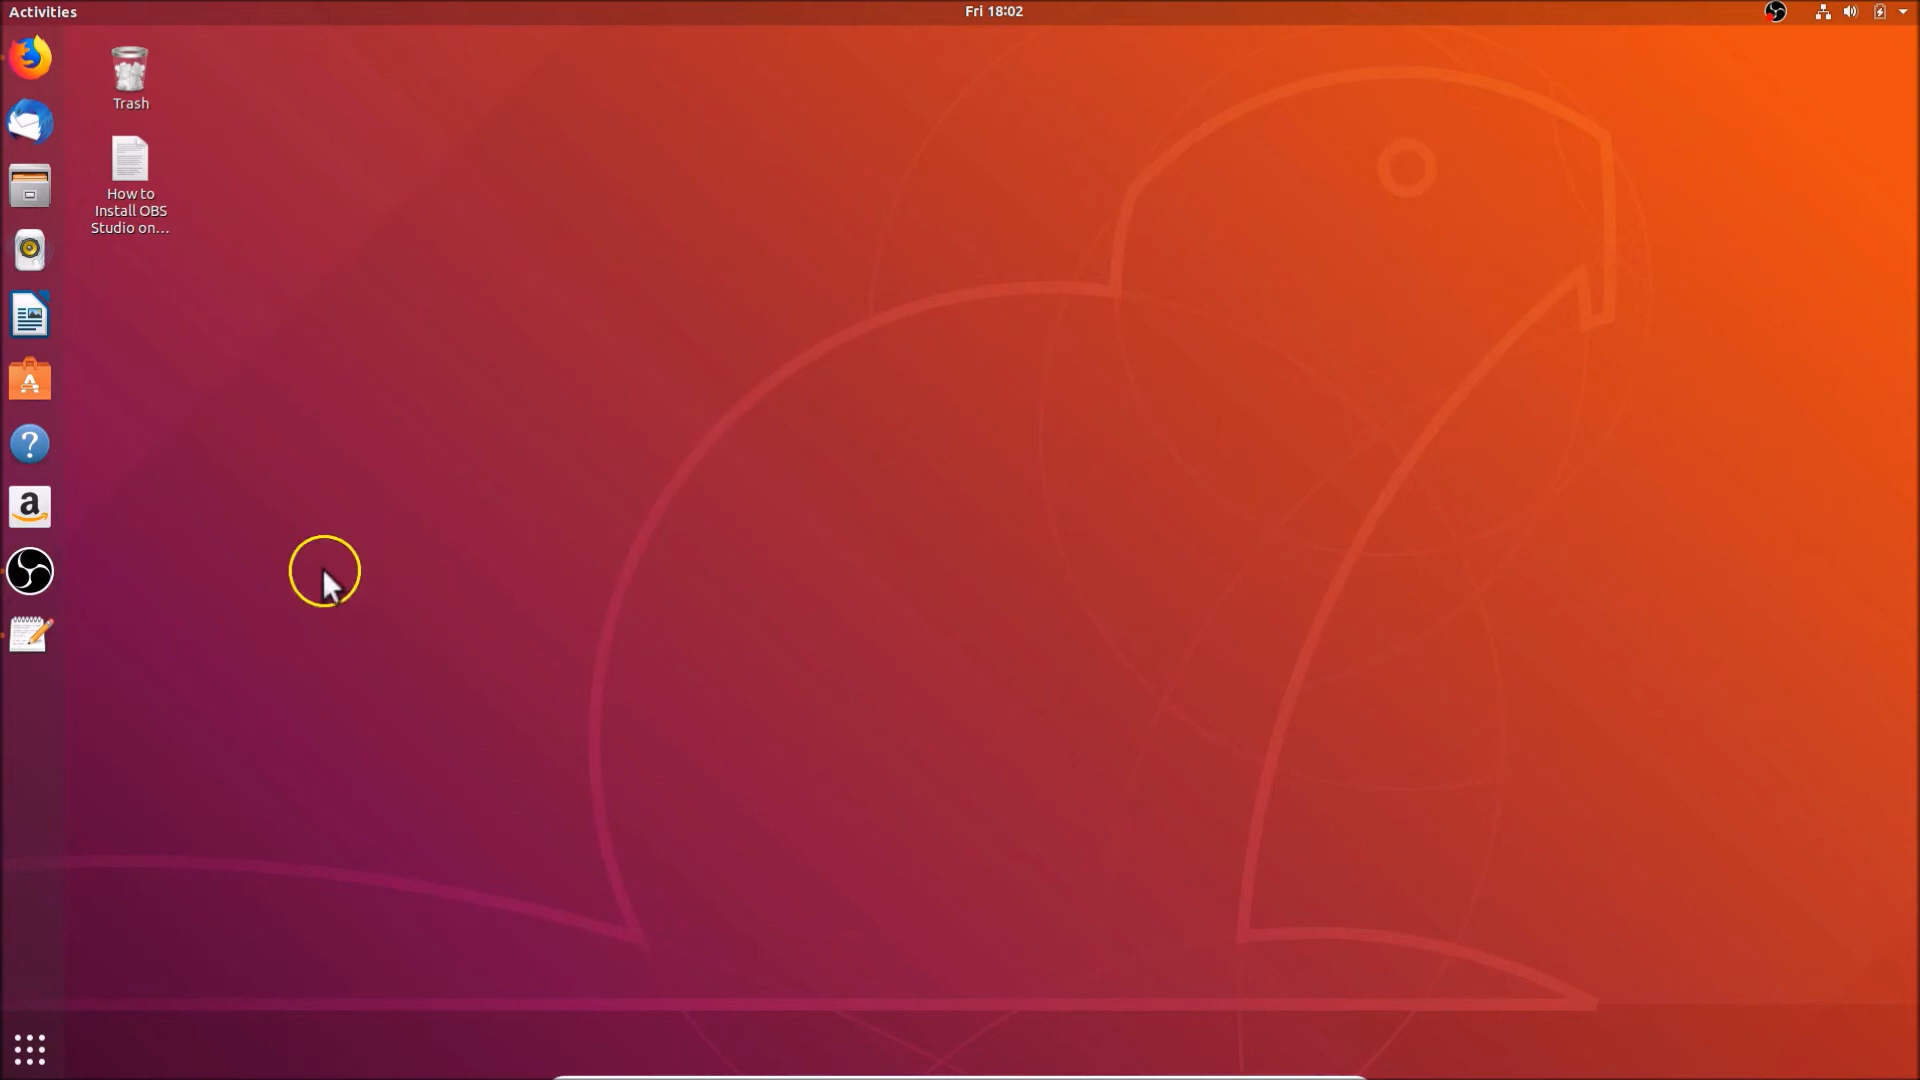 Activities
Fri 18:02
Trash
How to
Install OBS
Studio on...